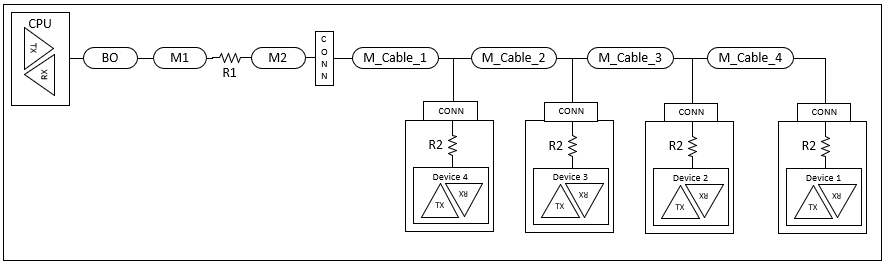 CPU
TX
RX
BO
M1
R1
M2
CONN
M_Cable_1
M_Cable_2
M_Cable_3
M_Cable_4
CONN
CONN
CONN
CONN
R2
R2
R2
R2
Device 4
Device 3
Device 2
Device 1
TX
RX
TX
RX
TX
RX
TX
RX